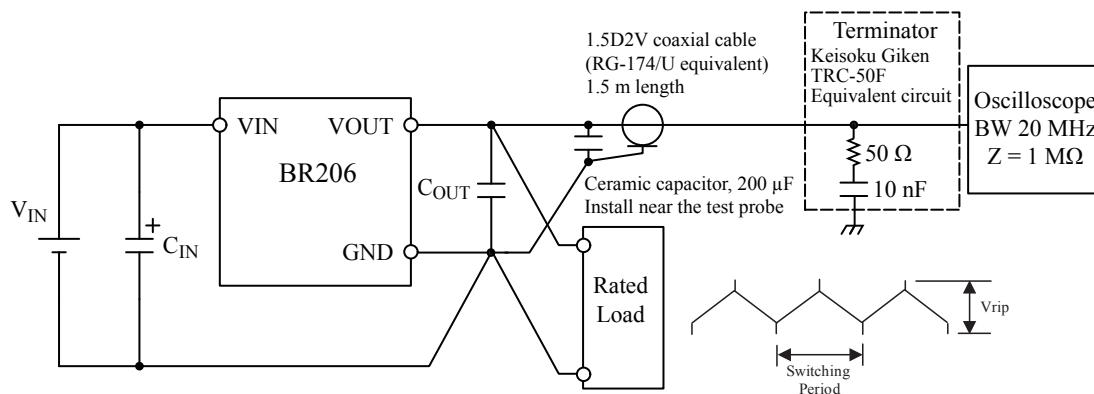 1.5D2V coaxial cable
(RG-174/U equivalent)
1.5 m length
Terminator
Keisoku Giken
TRC-50F
Equivalent circuit
Oscilloscope
BW 20 MHz
Z = 1 MΩ
VIN
VOUT
BR206
GND
50 Ω
10 nF
Ceramic capacitor, 200 µF
Install near the test probe
COUT
VIN
+
CIN
Rated
Load
Vrip
Switching
Period